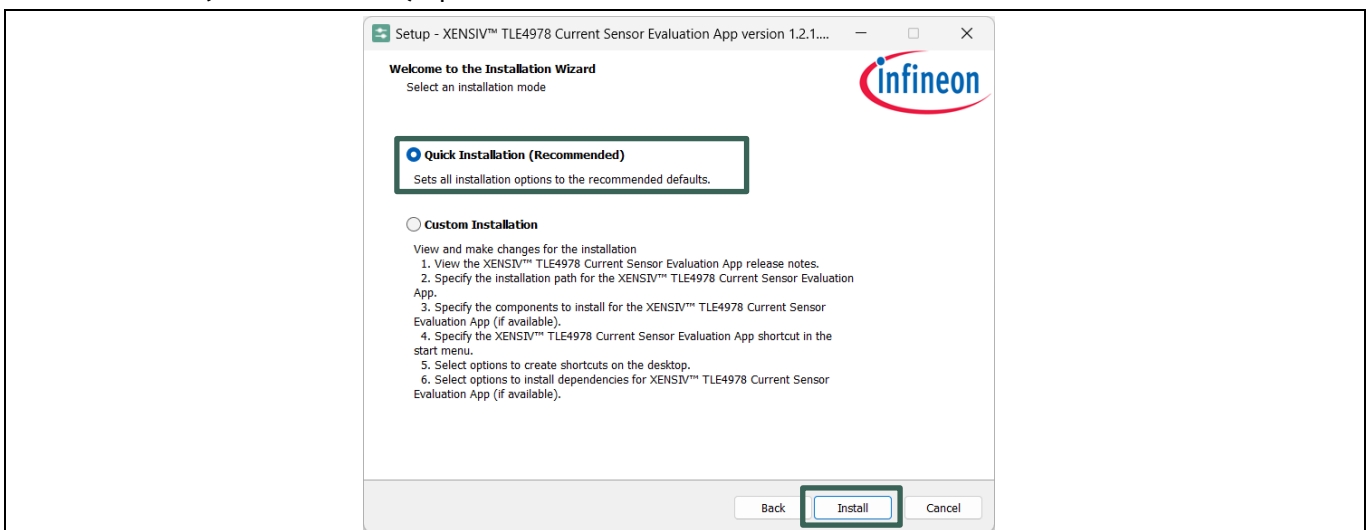 Setup - XENSIV™ TLE4978 Current Sensor Evaluation App version 1.2.1....
Welcome to the Installation Wizard
Select an installation mode
infineon
Quick Installation (Recommended)
Sets all installation options to the recommended defaults.
Custom Installation
View and make changes for the installation
1. View the XENSIV™ TLE4978 Current Sensor Evaluation App release notes.
2. Specify the installation path for the XENSIV™ TLE4978 Current Sensor Evaluation
App.
3. Specify the components to install for the XENSIV™ TLE4978 Current Sensor
Evaluation App (if available).
4. Specify the XENSIV™ TLE4978 Current Sensor Evaluation App shortcut in the
start menu.
5. Select options to create shortcuts on the desktop.
6. Select options to install dependencies for XENSIV™ TLE4978 Current Sensor
Evaluation App (if available).
Back Install Cancel